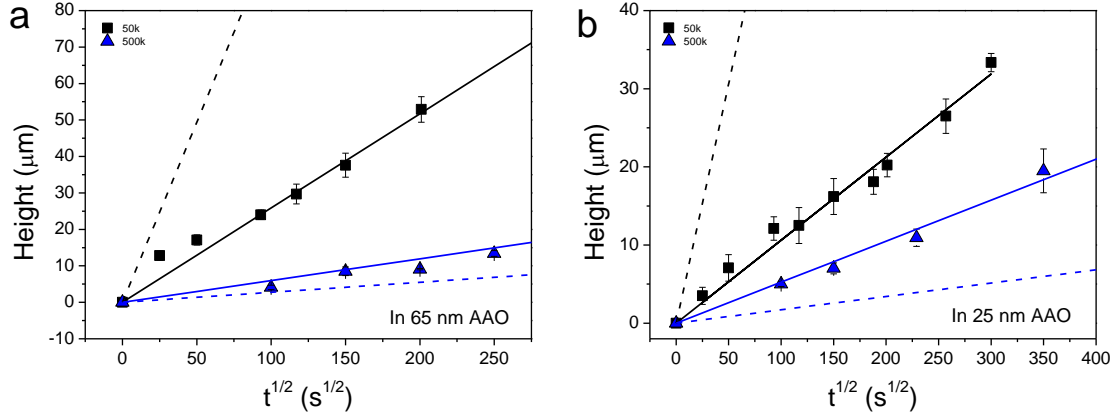 a
80
70
60
50
40
30
20
10
0
-10
Height (μm)
50k
500k
In 65 nm AAO
0 50 100 150 200 250
t^{1/2} (s^{1/2})
b
40
30
20
10
0
Height (μm)
50k
500k
In 25 nm AAO
0 50 100 150 200 250 300 350 400
t^{1/2} (s^{1/2})